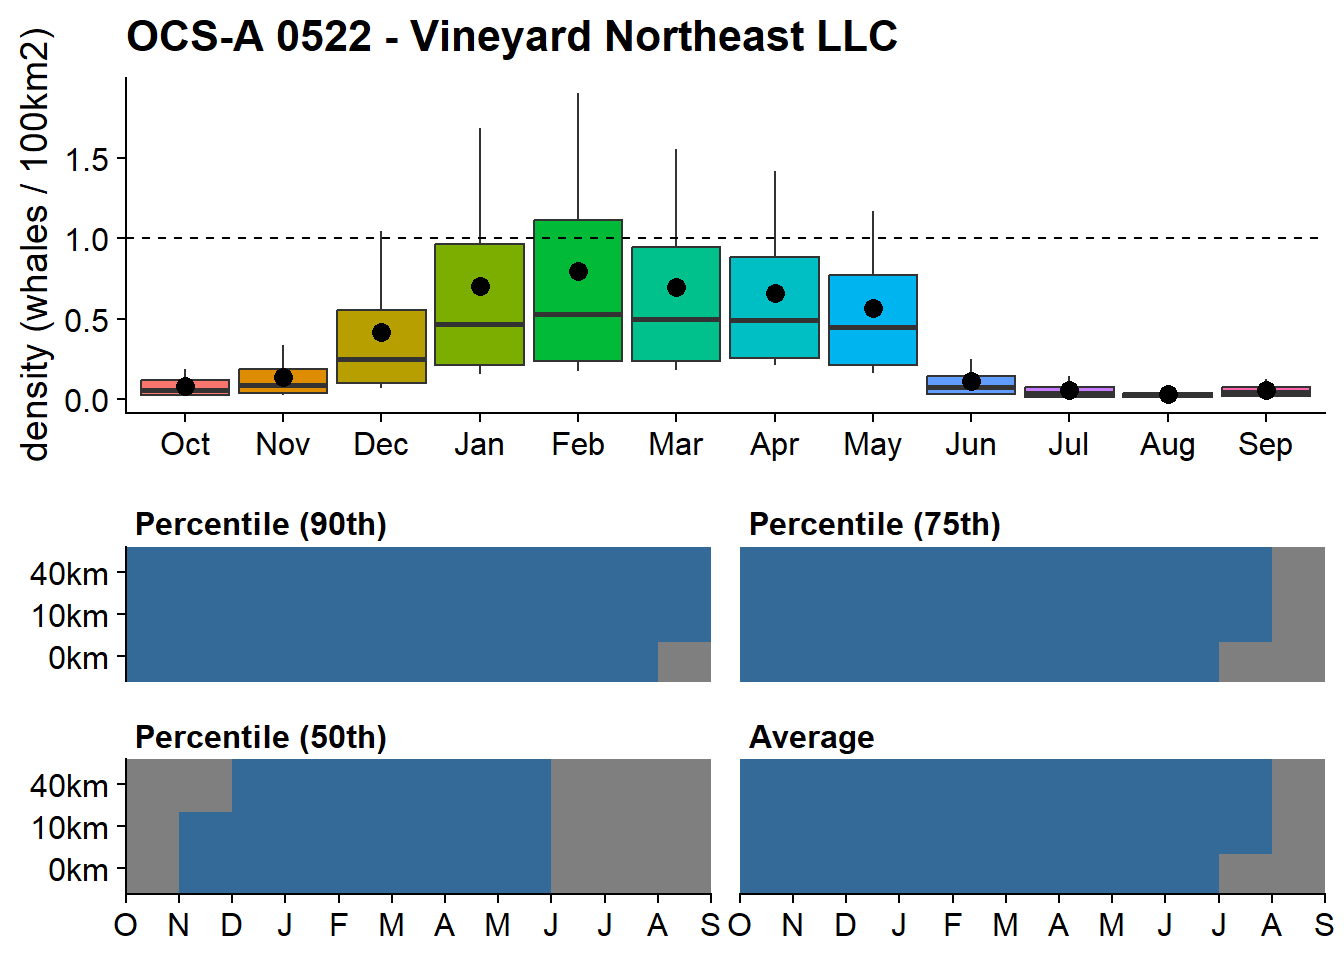 OCS-A 0522 - Vineyard Northeast LLC
density (whales / 100km2)
1.5
1.0
0.5
0.0
Oct Nov Dec Jan Feb Mar Apr May Jun Jul Aug Sep
Percentile (90th) Percentile (75th)
40km
10km
0km
Percentile (50th) Average
40km
10km
0km
O N D J F M A M J J A S O N D J F M A M J J A S